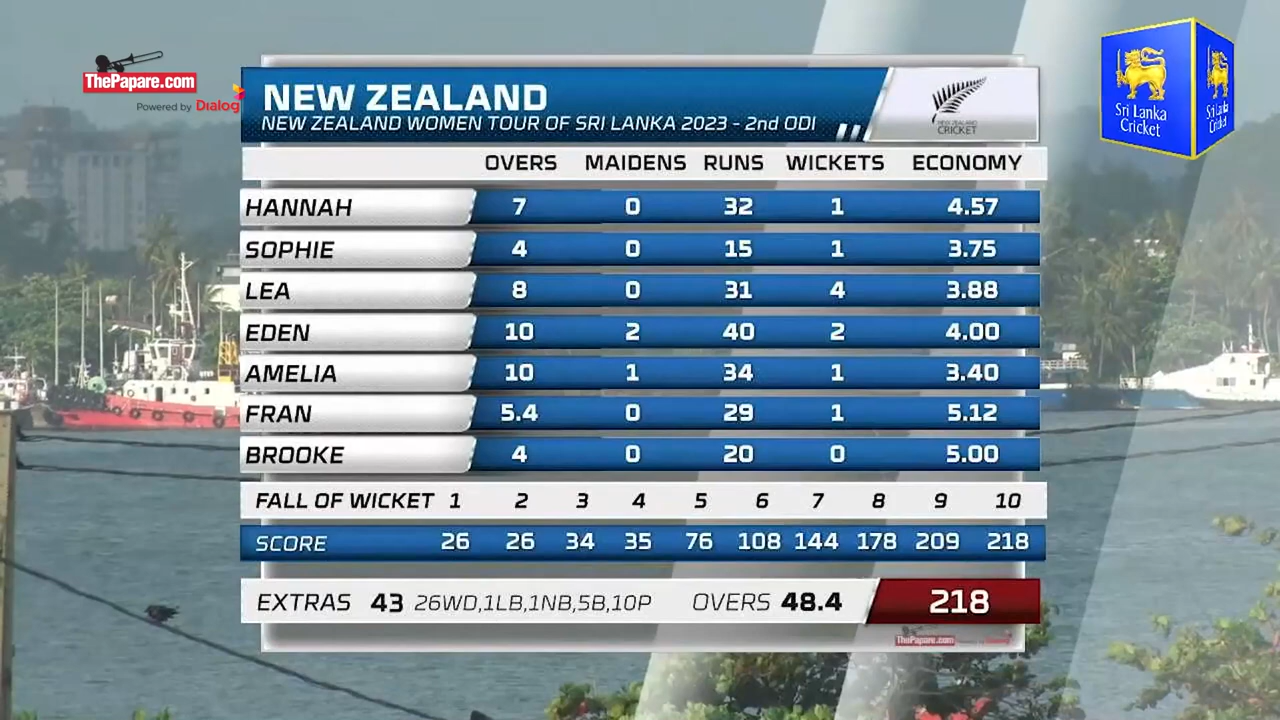 ThePapare.com
Powered by Dialog
NEW ZEALAND
NEW ZEALAND WOMEN TOUR OF SRI LANKA 2023 - 2nd ODI
NEW ZEALAND
CRICKET
Sri Lanka
Cricket
Sri Lanka
Cricket
OVERS MAIDENS RUNS WICKETS ECONOMY
HANNAH 7 0 32 1 4.57
SOPHIE 4 0 15 1 3.75
LEA 8 0 31 4 3.88
EDEN 10 2 40 2 4.00
AMELIA 10 1 34 1 3.40
FRAN 5.4 0 29 1 5.12
BROOKE 4 0 20 0 5.00
FALL OF WICKET 1 2 3 4 5 6 7 8 9 10
SCORE 26 26 34 35 76 108 144 178 209 218
EXTRAS 43 26WD,1LB,1NB,5B,10P OVERS 48.4 218
ThePapare.com Powered by Dialog